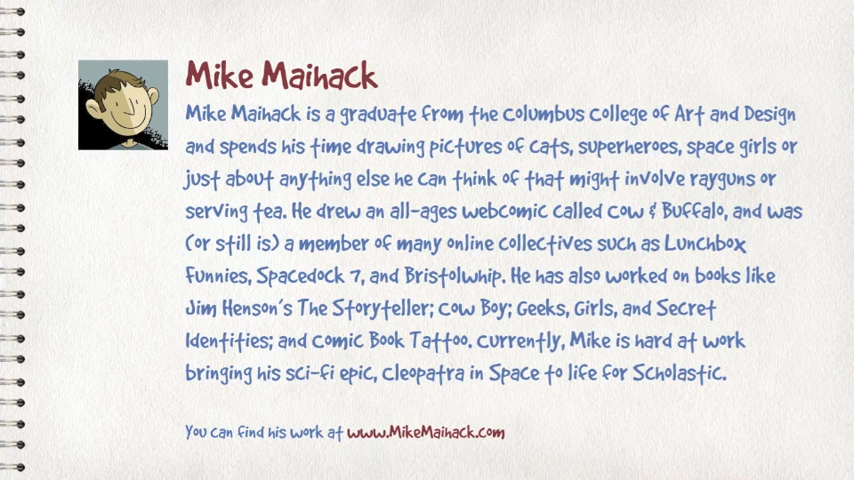 Mike Maihack
Mike Maihack is a graduate from the Columbus College of Art and Design
and spends his time drawing pictures of cats, superheroes, space girls or
just about anything else he can think of that might involve rayguns or
serving tea. He drew an all-ages webcomic called Cow & Buffalo, and was
(or still is) a member of many online collectives such as Lunchbox
Funnies, Spacedock 7, and Bristolwhip. He has also worked on books like
Jim Henson's The Storyteller; Cow Boy; Geeks, Girls, and Secret
Identities; and Comic Book Tattoo. Currently, Mike is hard at work
bringing his sci-fi epic, Cleopatra in Space to life for Scholastic.
You can find his work at www.MikeMaihack.com